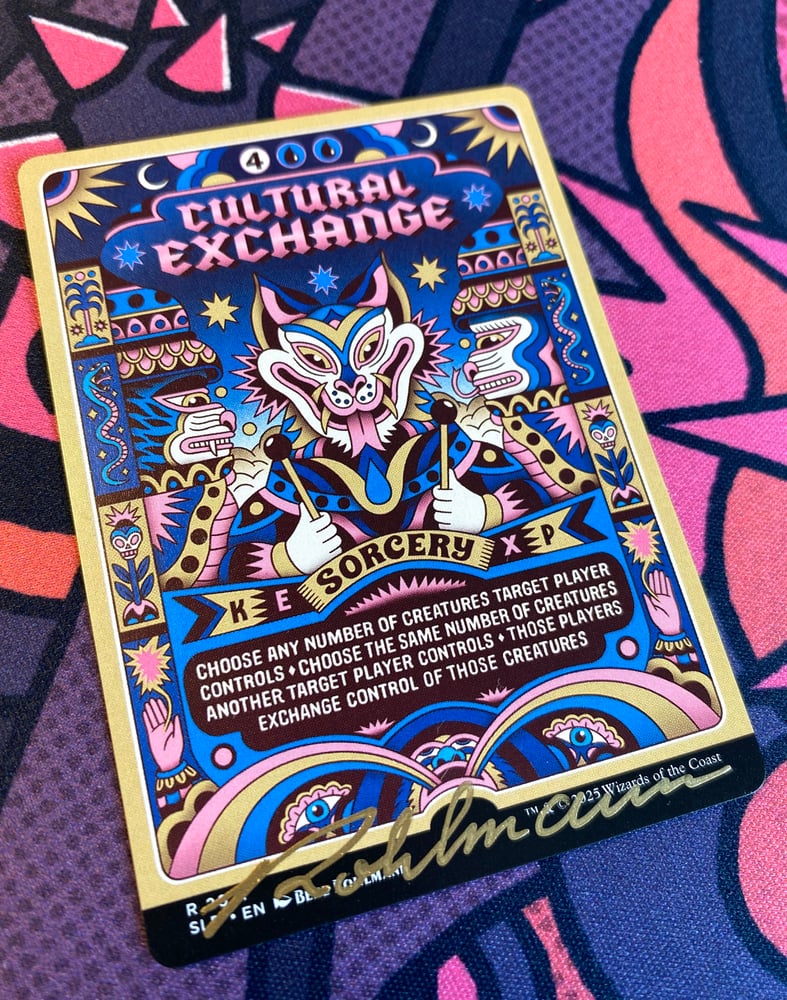 4
CULTURAL
EXCHANGE
K E SORCERY X P
CHOOSE ANY NUMBER OF CREATURES TARGET PLAYER
CONTROLS ♦ CHOOSE THE SAME NUMBER OF CREATURES
ANOTHER TARGET PLAYER CONTROLS ♦ THOSE PLAYERS
EXCHANGE CONTROL OF THOSE CREATURES
™ & © 2025 Wizards of the Coast
Rohlmann
R
• EN